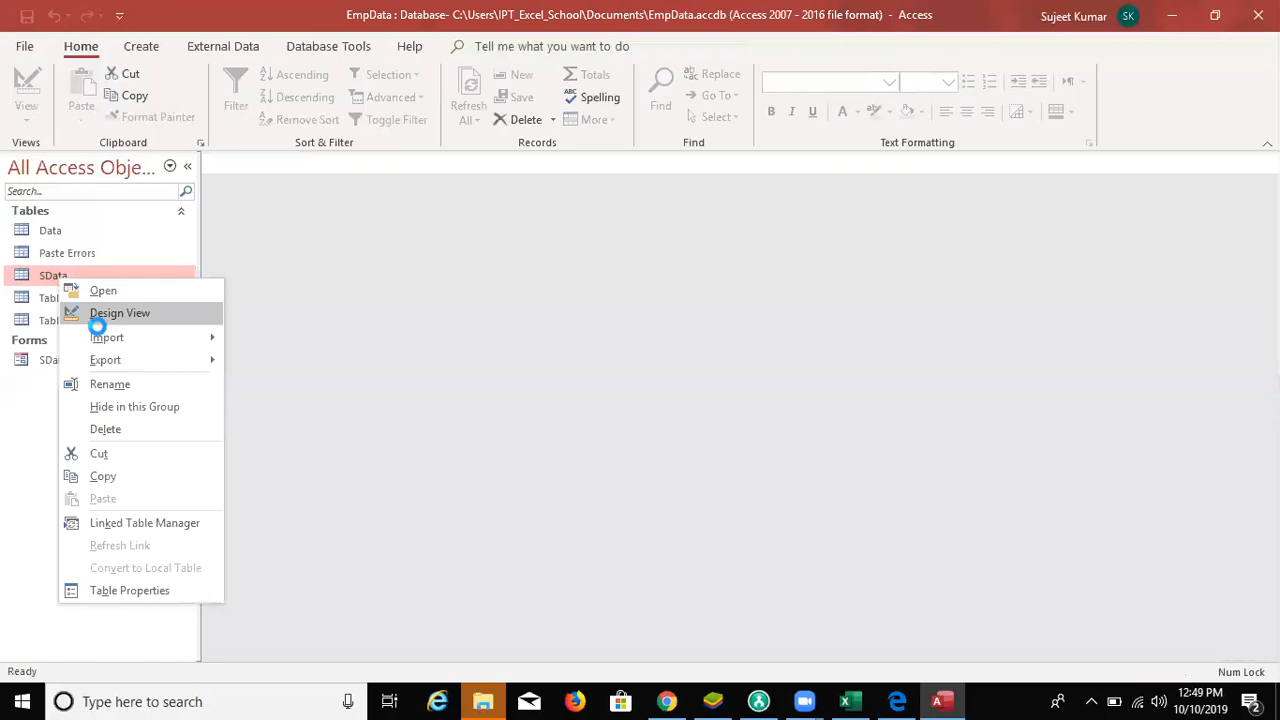 EmpData : Database- C:\Users\IPT_Excel_School\Documents\EmpData.accdb (Access 2007 - 2016 file format) - Access
Sujeet Kumar SK
File Home Create External Data Database Tools Help Tell me what you want to do
View
Views
Paste
Cut
Copy
Format Painter
Clipboard
Filter
Ascending
Descending
Remove Sort
Selection
Advanced
Toggle Filter
Sort & Filter
Refresh
All
New
Save
Delete
Totals
Spelling
More
Records
Find
Replace
Go To
Select
Find
B I U A
Text Formatting
All Access Obje...
Search...
Tables
Data
Paste Errors
SData
Tabl
Tabl
Forms
SDa
Open
Design View
Import
Export
Rename
Hide in this Group
Delete
Cut
Copy
Paste
Linked Table Manager
Refresh Link
Convert to Local Table
Table Properties
Ready
Num Lock
Type here to search
12:49 PM
10/10/2019
2